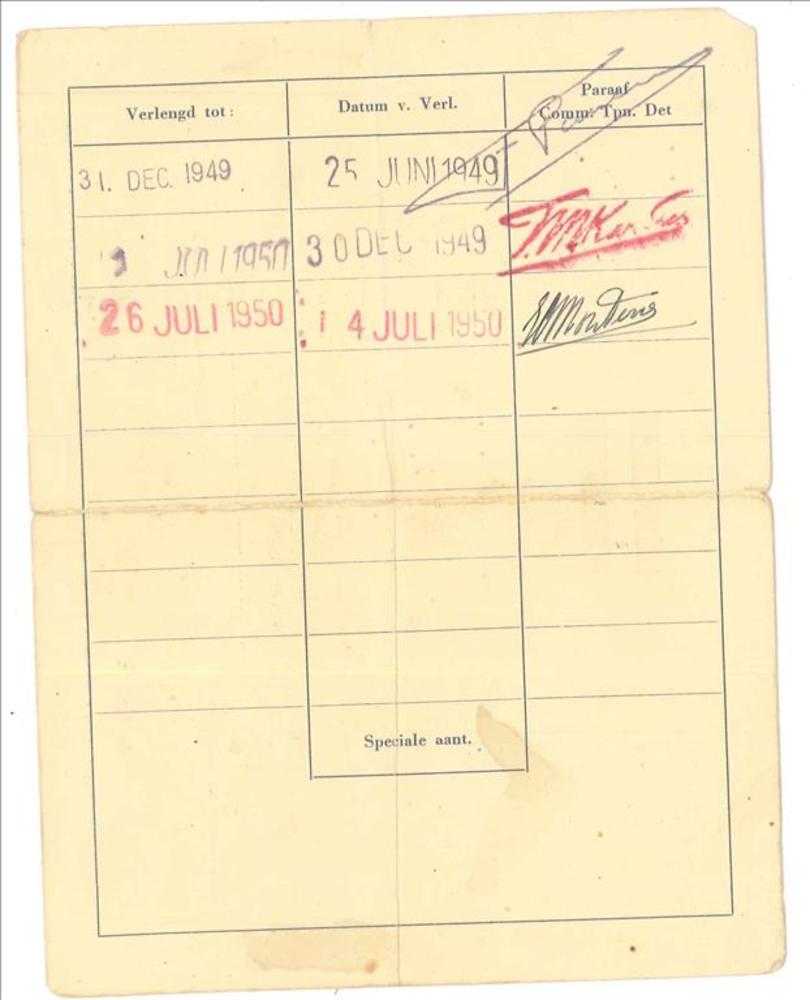 Verlengd tot :
Datum v. Verl.
Paraaf
Comm. Tpn. Det
31. DEC. 1949
25 JUNI 1949
1950
30 DEC 1949
26 JULI 1950
4 JULI 1950
Speciale aant.